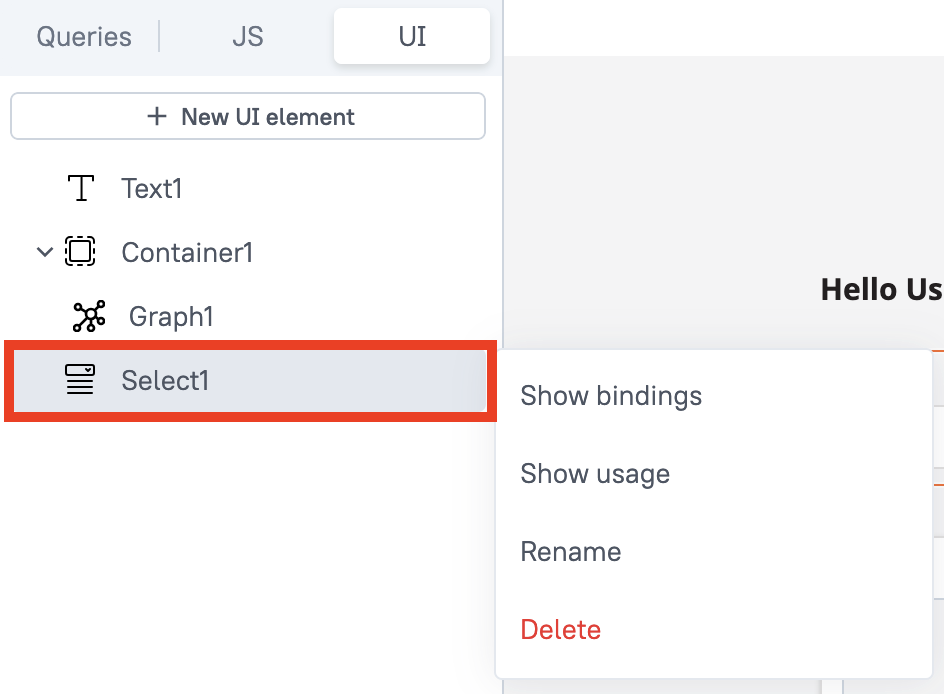 Queries
JS
UI
+ New UI element
Text1
Container1
Hello Us
Graph1
Select1
Show bindings
Show usage
Rename
Delete